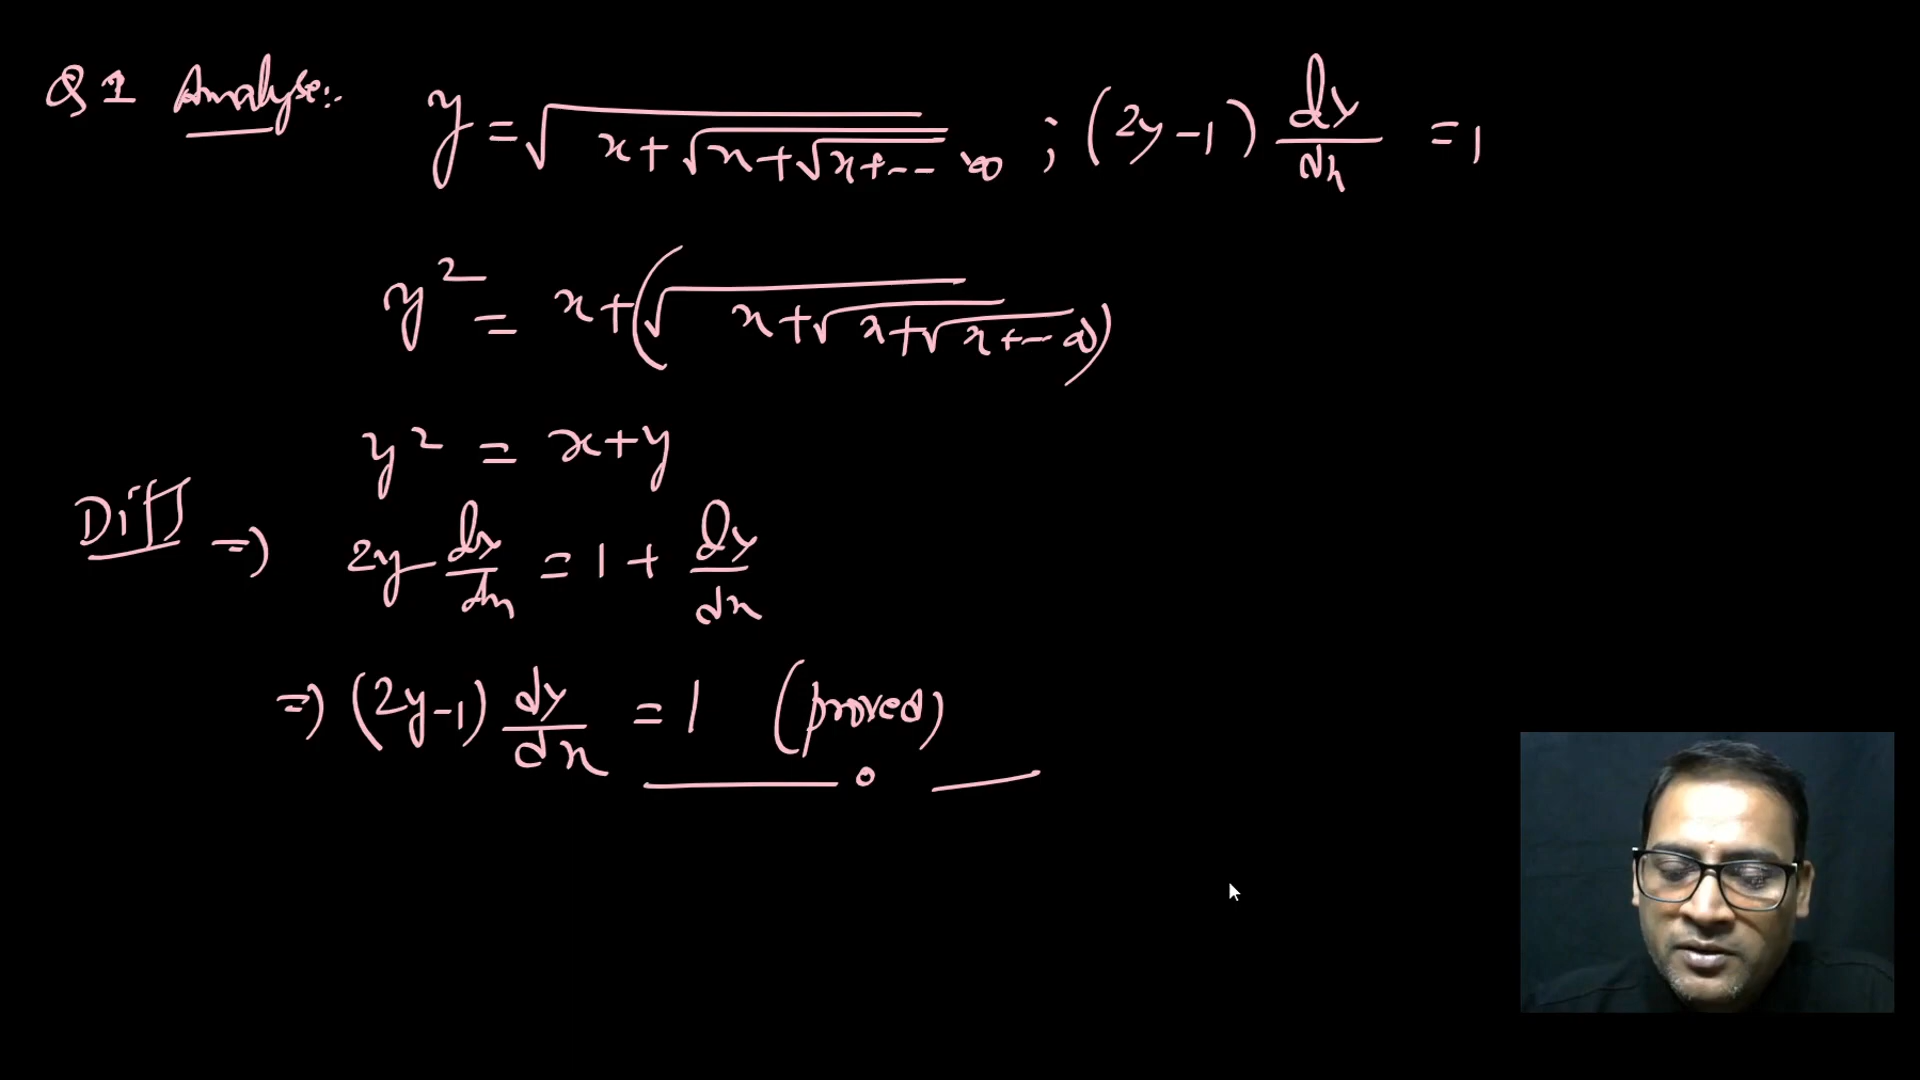 Q 1 Analyse:- y = √x + √x + √x + --- ∞ ; (2y - 1) dy/dx = 1
y² = x + (√x + √x + √x + --- ∞)
y² = x + y
Diff => 2y dy/dx = 1 + dy/dx
=> (2y - 1) dy/dx = 1 (proved)